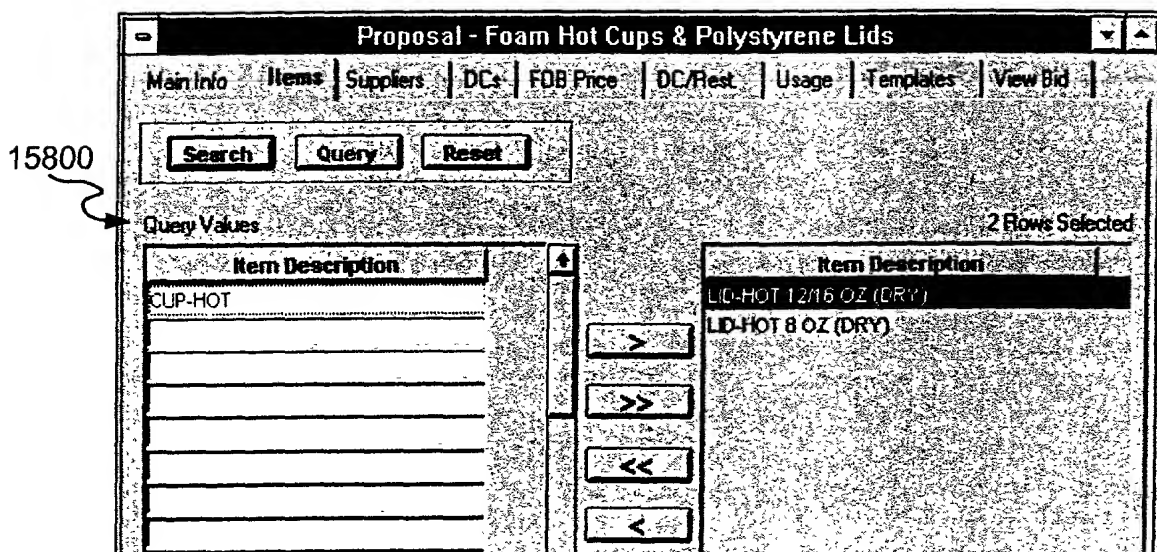 Proposal - Foam Hot Cups & Polystyrene Lids
Main Info Items Suppliers DCs FOB Price DC/Rest. Usage Templates View Bid
Search Query Reset
15800
Query Values 2 Rows Selected
Item Description Item Description
CUP-HOT LID-HOT 12/16 OZ (DRY)
LID-HOT 8 OZ (DRY)
>
>>
<<
<